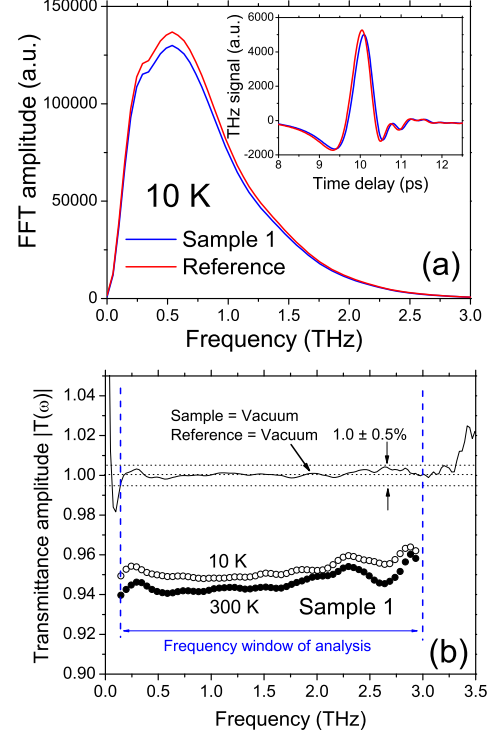 FFT amplitude (a.u.)
150000
100000
50000
0
0.0 0.5 1.0 1.5 2.0 2.5 3.0
Frequency (THz)
10 K
Sample 1
Reference
(a)
THz signal (a.u.)
6000
4000
2000
0
-2000
8 9 10 11 12
Time delay (ps)
Transmittance amplitude |T(ω)|
1.04
1.02
1.00
0.98
0.96
0.94
0.92
0.90
Sample = Vacuum
Reference = Vacuum
1.0 ± 0.5%
10 K
300 K
Sample 1
Frequency window of analysis
(b)
0.0 0.5 1.0 1.5 2.0 2.5 3.0 3.5
Frequency (THz)